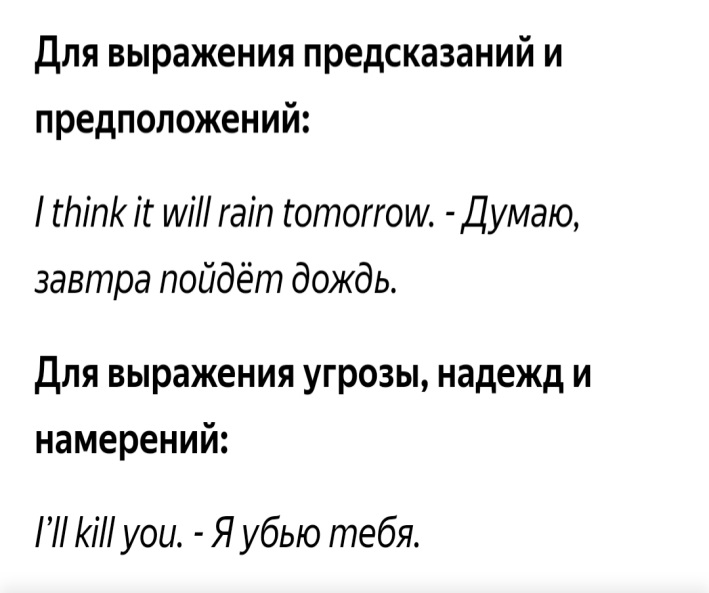 Для выражения предсказаний и
предположений:
I think it will rain tomorrow. - Думаю,
завтра пойдёт дождь.
Для выражения угрозы, надежд и
намерений:
I’ll kill you. - Я убью тебя.